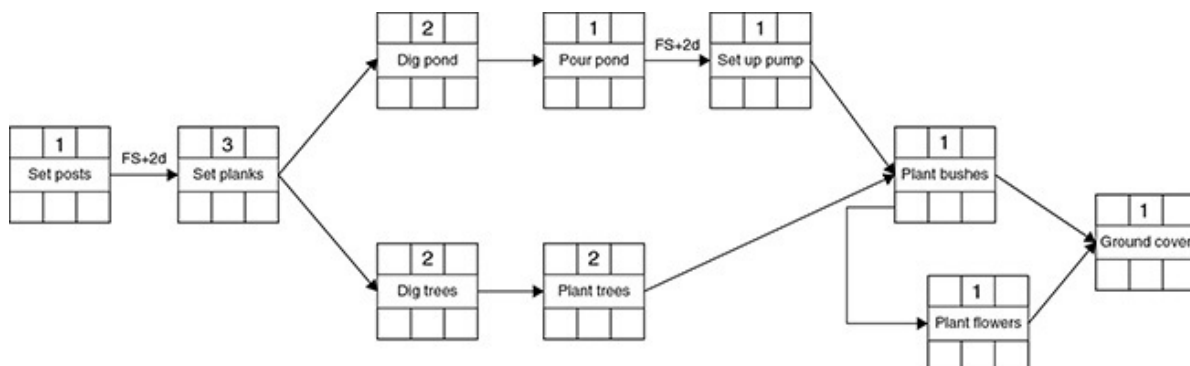 2
Dig pond
1
Pour pond
FS+2d
1
Set up pump
1
Set posts
FS+2d
3
Set planks
1
Plant bushes
1
Ground cover
2
Dig trees
2
Plant trees
1
Plant flowers